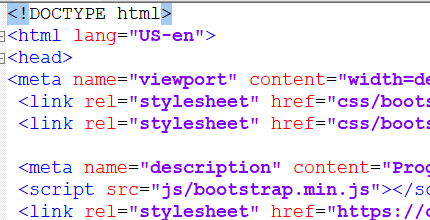 <!DOCTYPE html>
<html lang="US-en">
<head>
<meta name="viewport" content="width=de
<link rel="stylesheet" href="css/boots
<link rel="stylesheet" href="css/boots
<meta name="description" content="Prog
<script src="js/bootstrap.min.js"></sc
<link rel="stylesheet" href="https://c